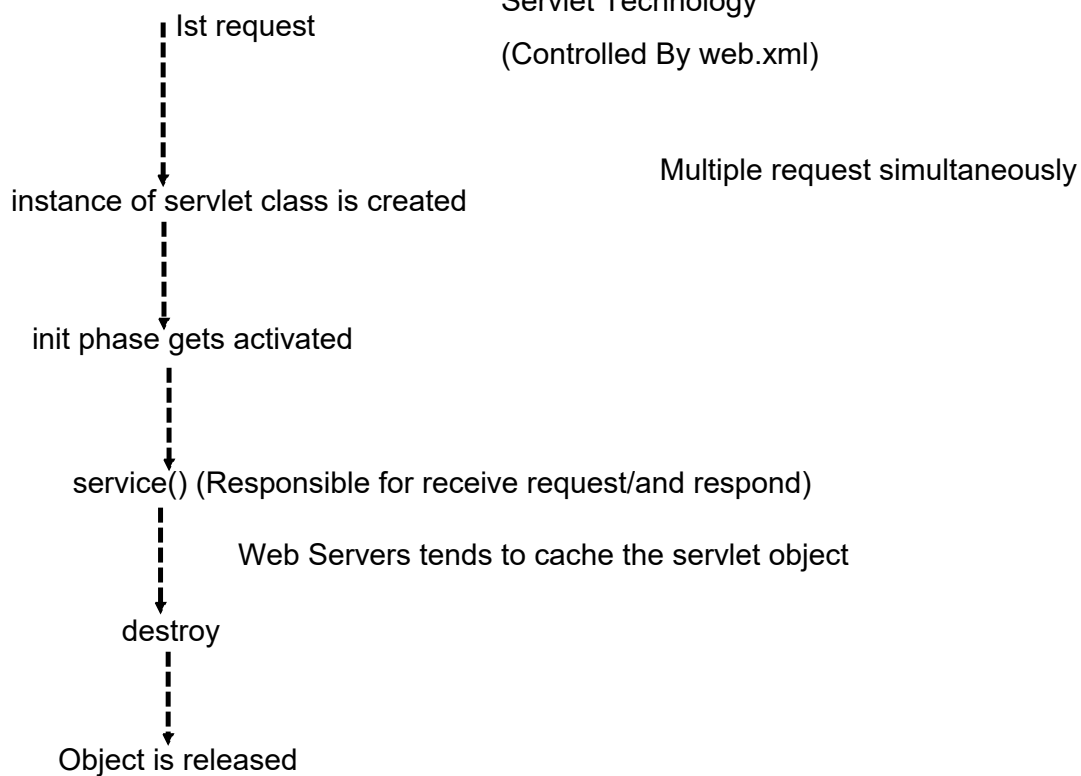 Servlet Technology
Ist request
(Controlled By web.xml)
Multiple request simultaneously
instance of servlet class is created
init phase gets activated
service() (Responsible for receive request/and respond)
Web Servers tends to cache the servlet object
destroy
Object is released